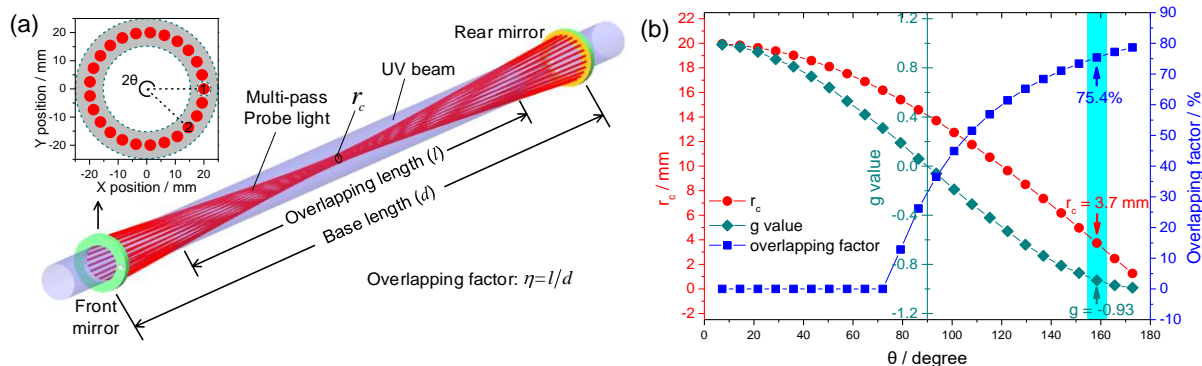 (a)
Y position / mm
20
10
0
-10
-20
2θ
1
2
-20 -10 0 10 20
X position / mm
Rear mirror
UV beam
r_c
Multi-pass
Probe light
Overlapping length (l)
Base length (d)
Overlapping factor: η=l/d
Front
mirror
(b)
r_c / mm
22
20
18
16
14
12
10
8
6
4
2
0
-2
g value
1.2
0.8
0.4
0.0
-0.4
-0.8
-1.2
Overlapping factor / %
90
80
70
60
50
40
30
20
10
0
-10
75.4%
r_c
g value
overlapping factor
r_c = 3.7 mm
g = -0.93
0 20 40 60 80 100 120 140 160 180
θ / degree